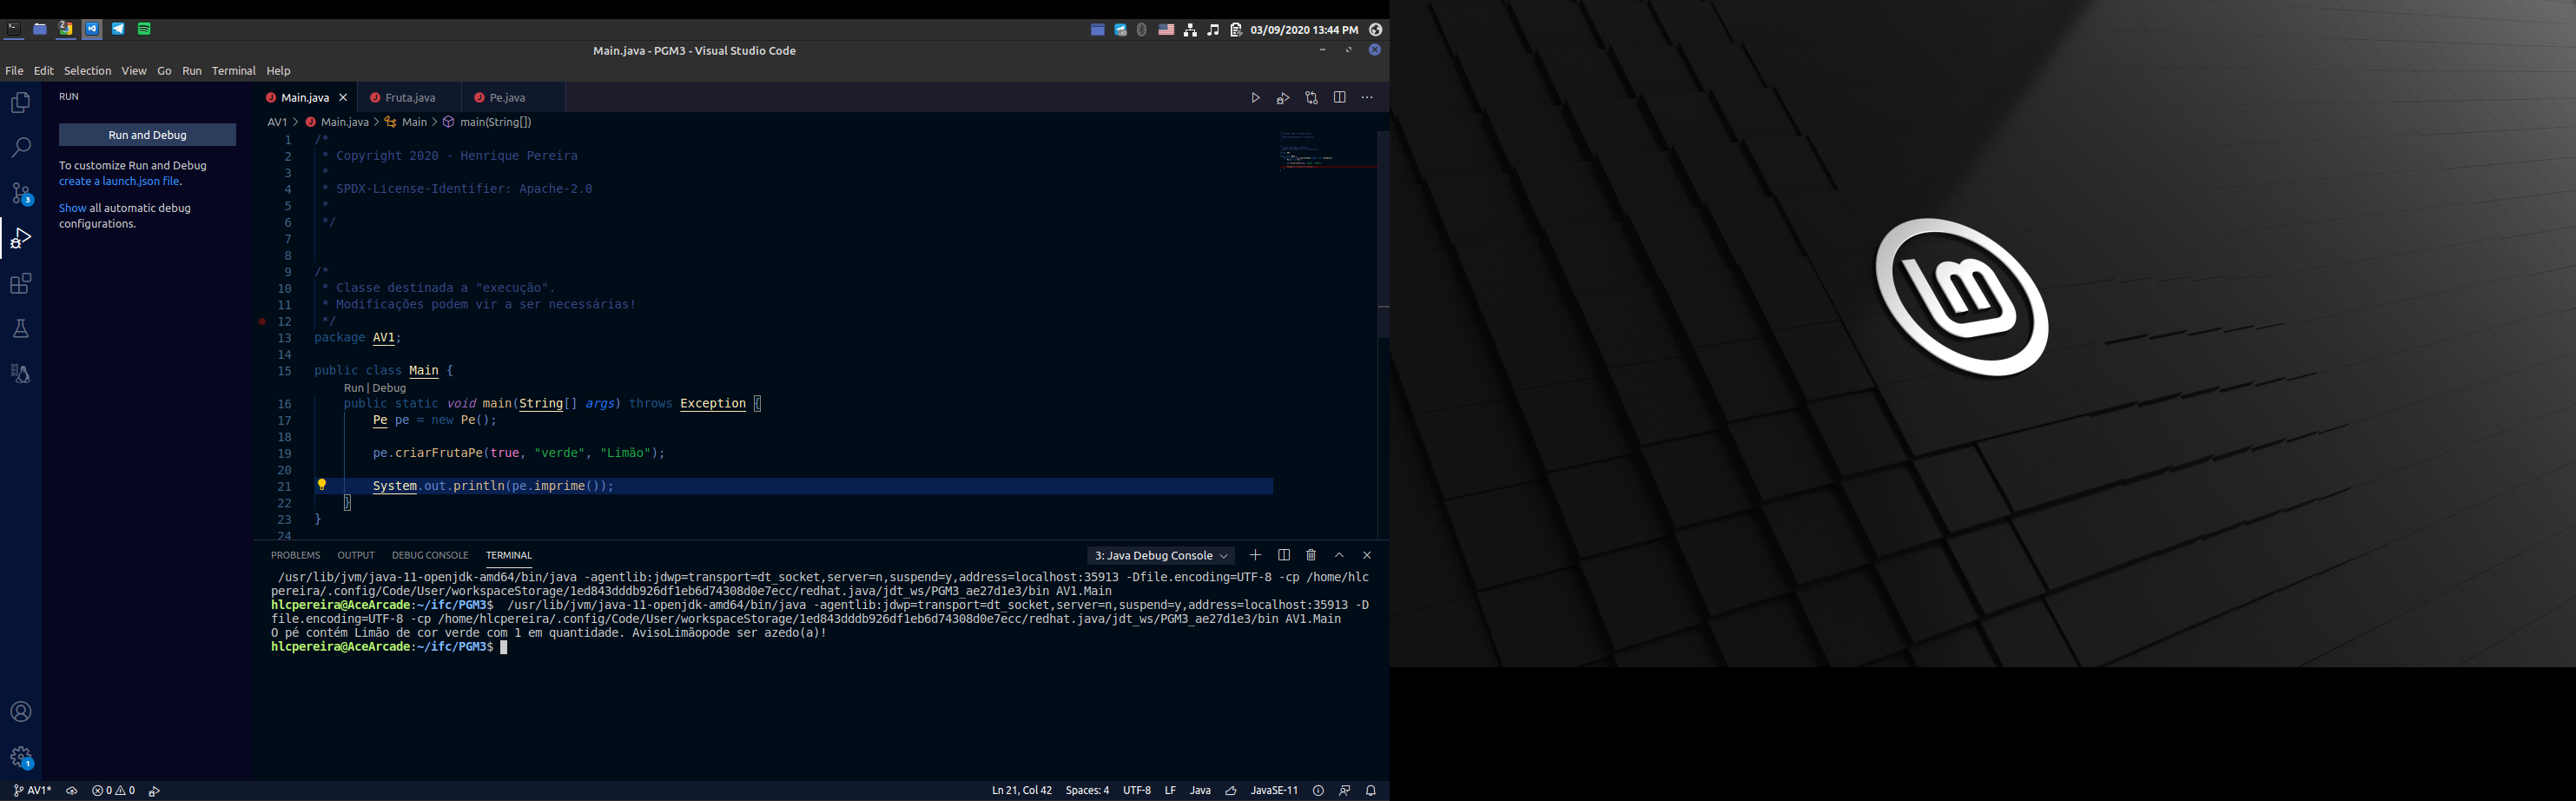 2
03/09/2020 13:44 PM
Main.java - PGM3 - Visual Studio Code
File Edit Selection View Go Run Terminal Help
RUN
Run and Debug
To customize Run and Debug
create a launch.json file.
Show all automatic debug
configurations.
3
1
Main.java Fruta.java Pe.java
AV1 > Main.java > Main > main(String[])
1 /*
2 * Copyright 2020 - Henrique Pereira
3 *
4 * SPDX-License-Identifier: Apache-2.0
5 *
6 */
7
8
9 /*
10 * Classe destinada a "execução".
11 * Modificações podem vir a ser necessárias!
12 */
13 package AV1;
14
15 public class Main {
Run | Debug
16 public static void main(String[] args) throws Exception {
17 Pe pe = new Pe();
18
19 pe.criarFrutaPe(true, "verde", "Limão");
20
21 System.out.println(pe.imprime());
22 }
23 }
24
PROBLEMS OUTPUT DEBUG CONSOLE TERMINAL
3: Java Debug Console
/usr/lib/jvm/java-11-openjdk-amd64/bin/java -agentlib:jdwp=transport=dt_socket,server=n,suspend=y,address=localhost:35913 -Dfile.encoding=UTF-8 -cp /home/hlc
pereira/.config/Code/User/workspaceStorage/1ed843dddb926df1eb6d74308d0e7ecc/redhat.java/jdt_ws/PGM3_ae27d1e3/bin AV1.Main
hlcpereira@AceArcade:~/ifc/PGM3$ /usr/lib/jvm/java-11-openjdk-amd64/bin/java -agentlib:jdwp=transport=dt_socket,server=n,suspend=y,address=localhost:35913 -D
file.encoding=UTF-8 -cp /home/hlcpereira/.config/Code/User/workspaceStorage/1ed843dddb926df1eb6d74308d0e7ecc/redhat.java/jdt_ws/PGM3_ae27d1e3/bin AV1.Main
O pé contém Limão de cor verde com 1 em quantidade. AvisoLimãopode ser azedo(a)!
hlcpereira@AceArcade:~/ifc/PGM3$
AV1* 0 0
Ln 21, Col 42 Spaces: 4 UTF-8 LF Java JavaSE-11